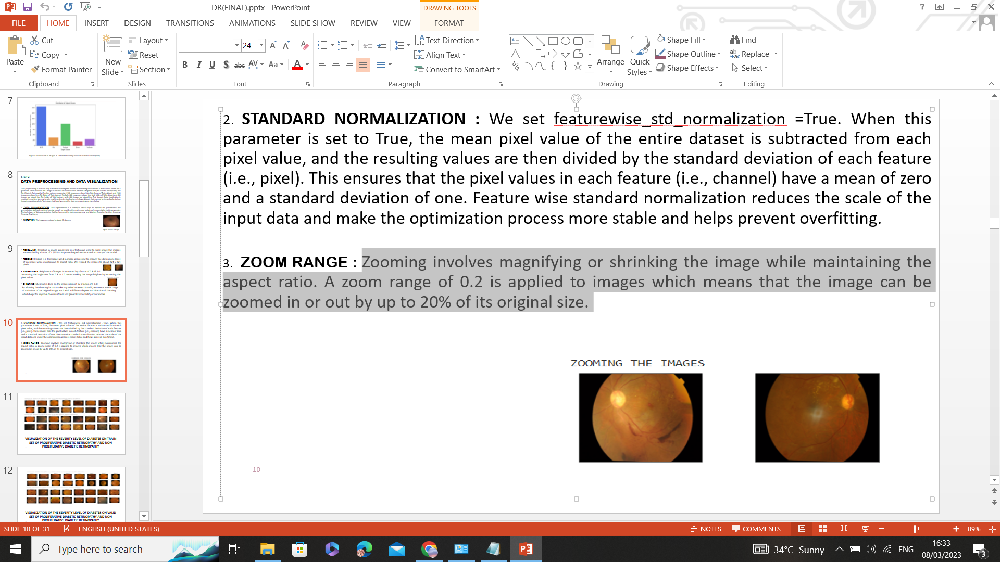 DR(FINAL).pptx - PowerPoint
DRAWING TOOLS
FILE HOME INSERT DESIGN TRANSITIONS ANIMATIONS SLIDE SHOW REVIEW VIEW FORMAT
Paste
Cut
Copy
Format Painter
Clipboard
New Slide
Layout
Reset
Section
Slides
24
Font
Text Direction
Align Text
Convert to SmartArt
Paragraph
Arrange
Quick Styles
Shape Fill
Shape Outline
Shape Effects
Drawing
Find
Replace
Select
Editing
7
8
STEP 2
DATA PREPROCESSING AND DATA VISUALIZATION
9
10
11
VISUALIZATION OF THE SEVERITY LEVEL OF DIABETES ON TRAIN
SET OF PROLIFERATIVE DIABETIC RETINOPATHY AND NON
PROLIFERATIVE DIABETIC RETINOPATHY
12
VISUALIZATION OF THE SEVERITY LEVEL OF DIABETES ON VALID
SET OF PROLIFERATIVE DIABETIC RETINOPATHY AND NON
PROLIFERATIVE DIABETIC RETINOPATHY
2. STANDARD NORMALIZATION : We set featurewise_std_normalization =True. When this
parameter is set to True, the mean pixel value of the entire dataset is subtracted from each
pixel value, and the resulting values are then divided by the standard deviation of each feature
(i.e., pixel). This ensures that the pixel values in each feature (i.e., channel) have a mean of zero
and a standard deviation of one. Feature wise standard normalization reduces the scale of the
input data and make the optimization process more stable and helps prevent overfitting.
3. ZOOM RANGE : Zooming involves magnifying or shrinking the image while maintaining the
aspect ratio. A zoom range of 0.2 is applied to images which means that the image can be
zoomed in or out by up to 20% of its original size.
ZOOMING THE IMAGES
10
SLIDE 10 OF 31 ENGLISH (UNITED STATES) NOTES COMMENTS 89%
Type here to search
34°C Sunny
ENG
16:33
08/03/2023
3